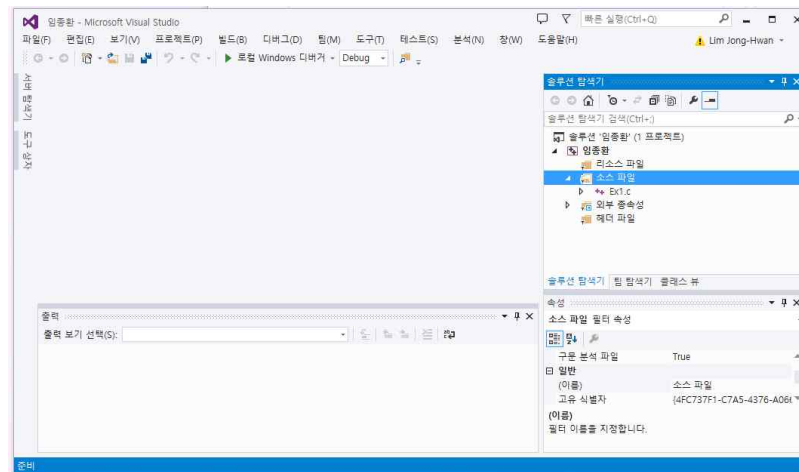 임종환 - Microsoft Visual Studio
빠른 실행(Ctrl+Q)
파일(F) 편집(E) 보기(V) 프로젝트(P) 빌드(B) 디버그(D) 팀(M) 도구(T) 테스트(S) 분석(N) 창(W) 도움말(H)
Lim Jong-Hwan
로컬 Windows 디버거 Debug
서버 탐색기
도구 상자
솔루션 탐색기
솔루션 탐색기 검색(Ctrl+;)
솔루션 '임종환' (1 프로젝트)
임종환
리소스 파일
소스 파일
Ex1.c
외부 종속성
헤더 파일
솔루션 탐색기 팀 탐색기 클래스 뷰
출력
출력 보기 선택(S):
속성
소스 파일 필터 속성
구문 분석 파일 True
일반
(이름) 소스 파일
고유 식별자 {4FC737F1-C7A5-4376-A066
(이름)
필터 이름을 지정합니다.
준비